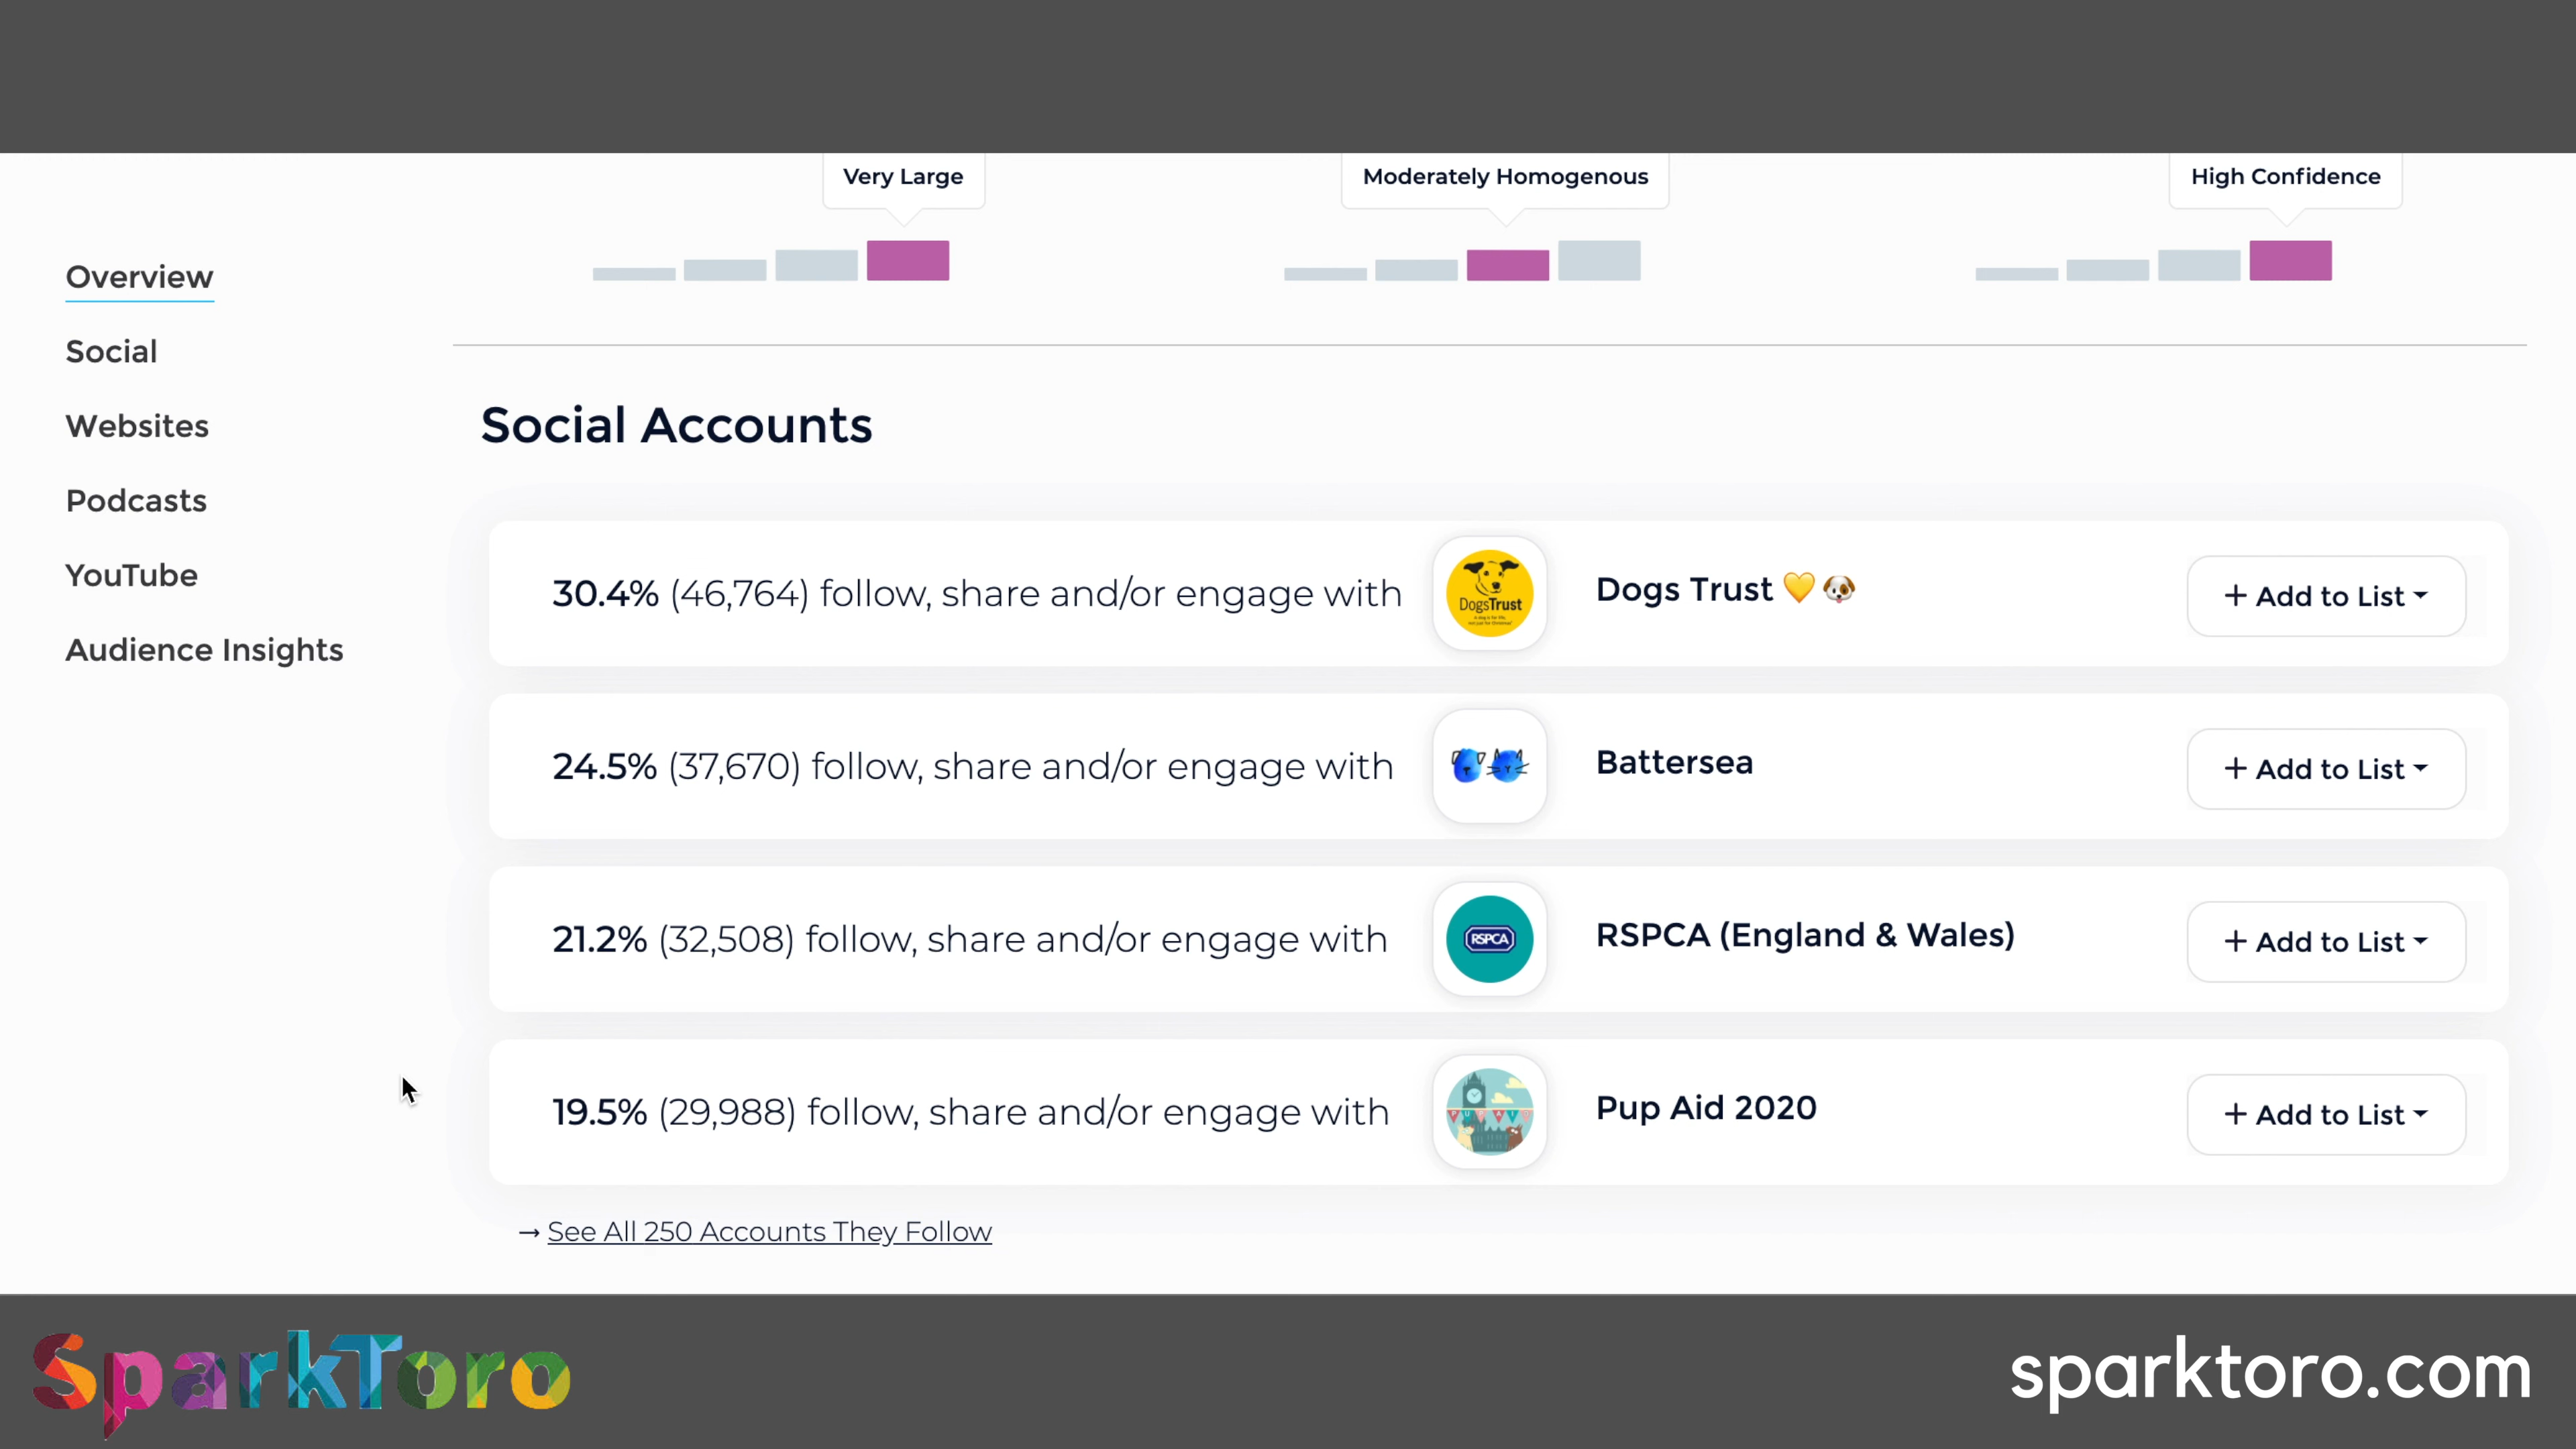 Very Large
Moderately Homogenous
High Confidence
Overview
Social
Websites
Podcasts
YouTube
Audience Insights
Social Accounts
30.4% (46,764) follow, share and/or engage with
DogsTrust
Dogs Trust 💛 🐶
+ Add to List
24.5% (37,670) follow, share and/or engage with
Battersea
+ Add to List
21.2% (32,508) follow, share and/or engage with
RSPCA
RSPCA (England & Wales)
+ Add to List
19.5% (29,988) follow, share and/or engage with
Pup Aid 2020
+ Add to List
→ See All 250 Accounts They Follow
SparkToro
sparktoro.com